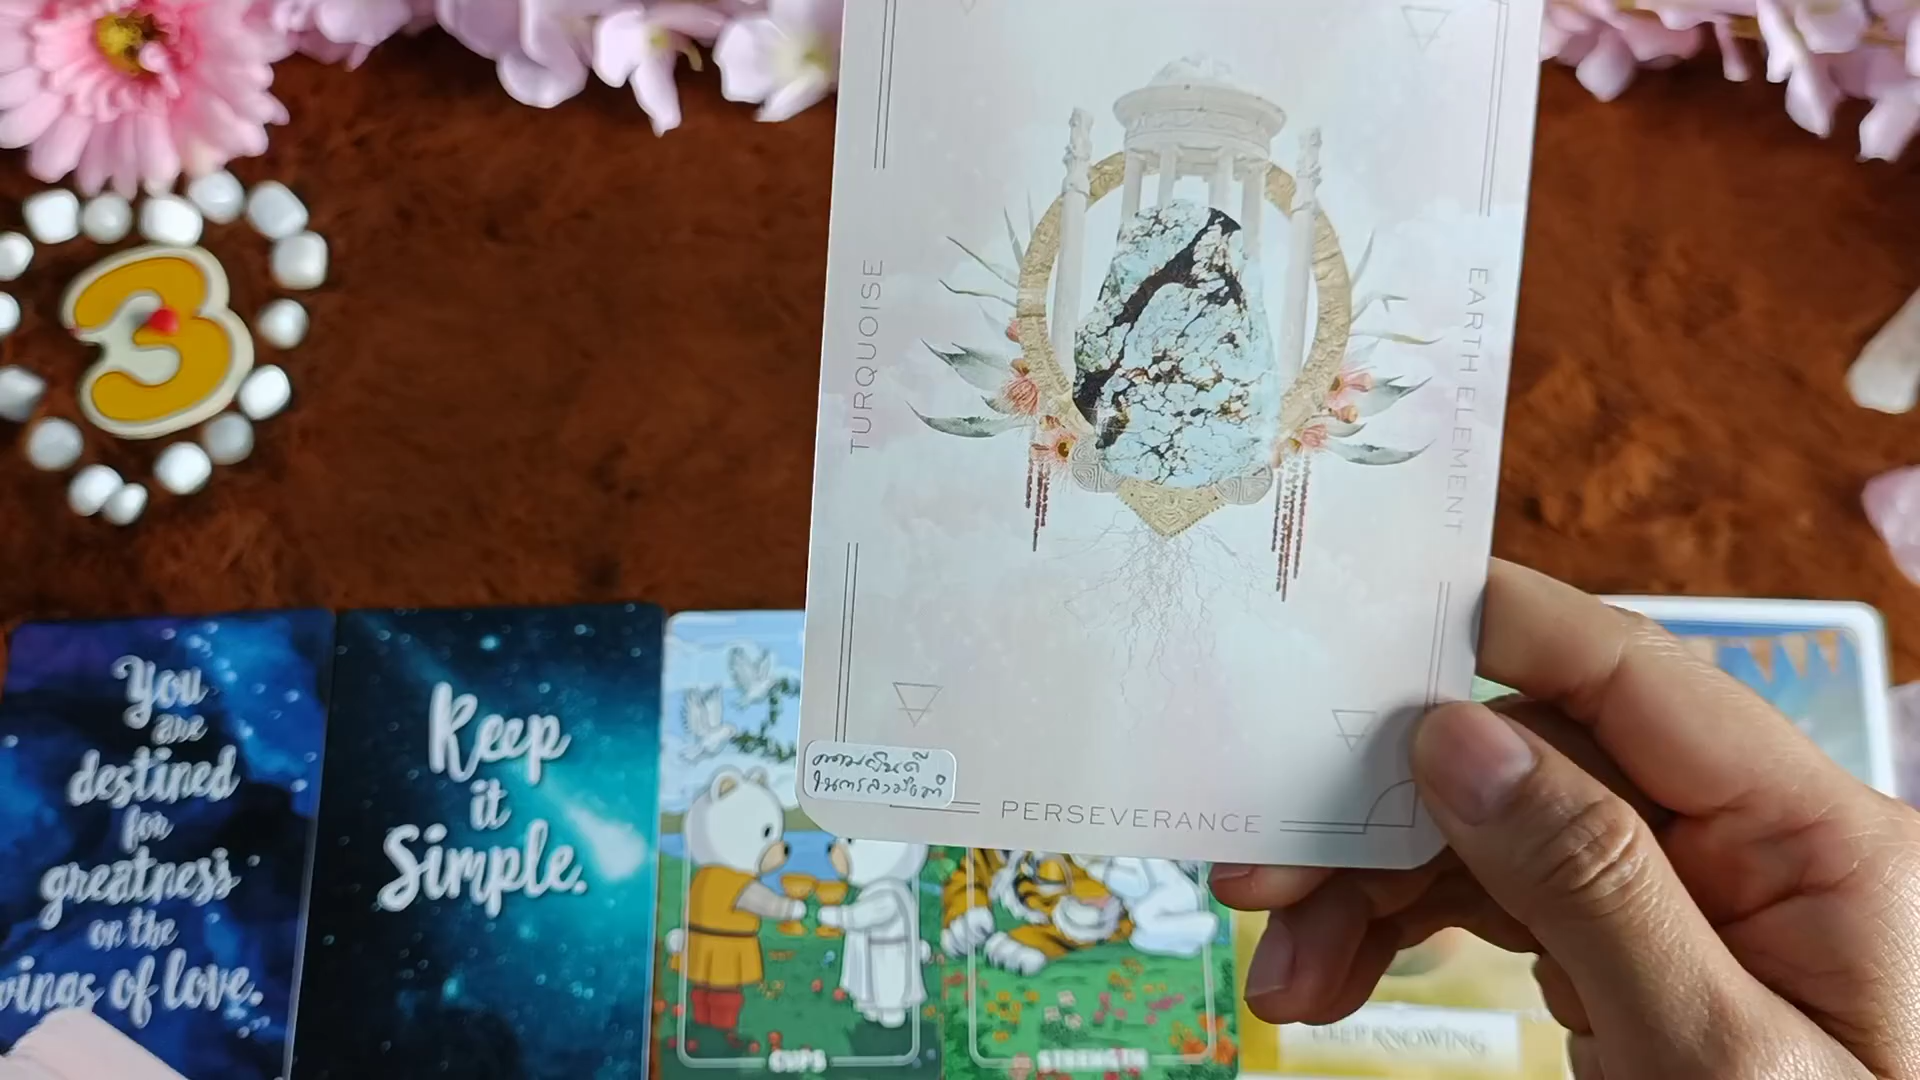 3
TURQUOISE
EARTH ELEMENT
PERSEVERANCE
You
are
destined
for
greatness
on the
wings of love.
Keep
it
Simple.
CUPS
STRENGTH
DEEP KNOWING